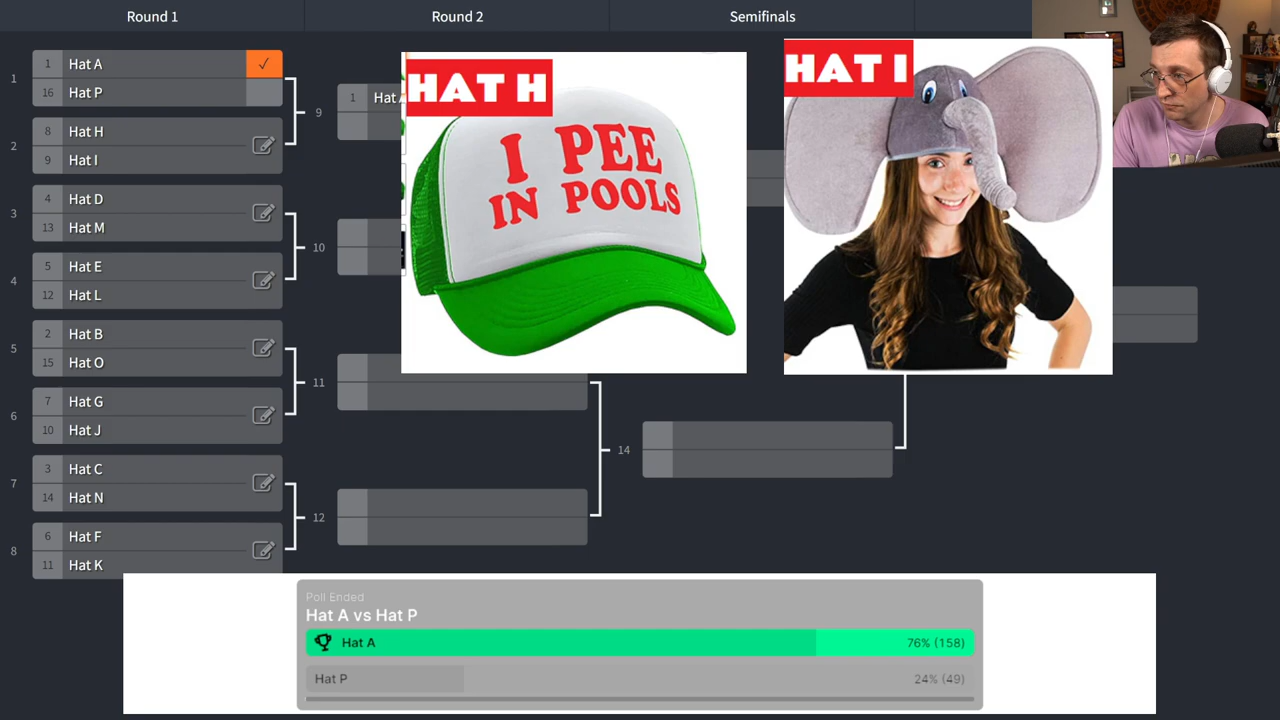 Round 1
Round 2
Semifinals
1
1 Hat A ✓
16 Hat P
2
8 Hat H
9 Hat I
3
4 Hat D
13 Hat M
4
5 Hat E
12 Hat L
5
2 Hat B
15 Hat O
6
7 Hat G
10 Hat J
7
3 Hat C
14 Hat N
8
6 Hat F
11 Hat K
9
1 Hat
10
11
12
14
HAT H
I PEE
IN POOLS
HAT I
Poll Ended
Hat A vs Hat P
Hat A 76% (158)
Hat P 24% (49)